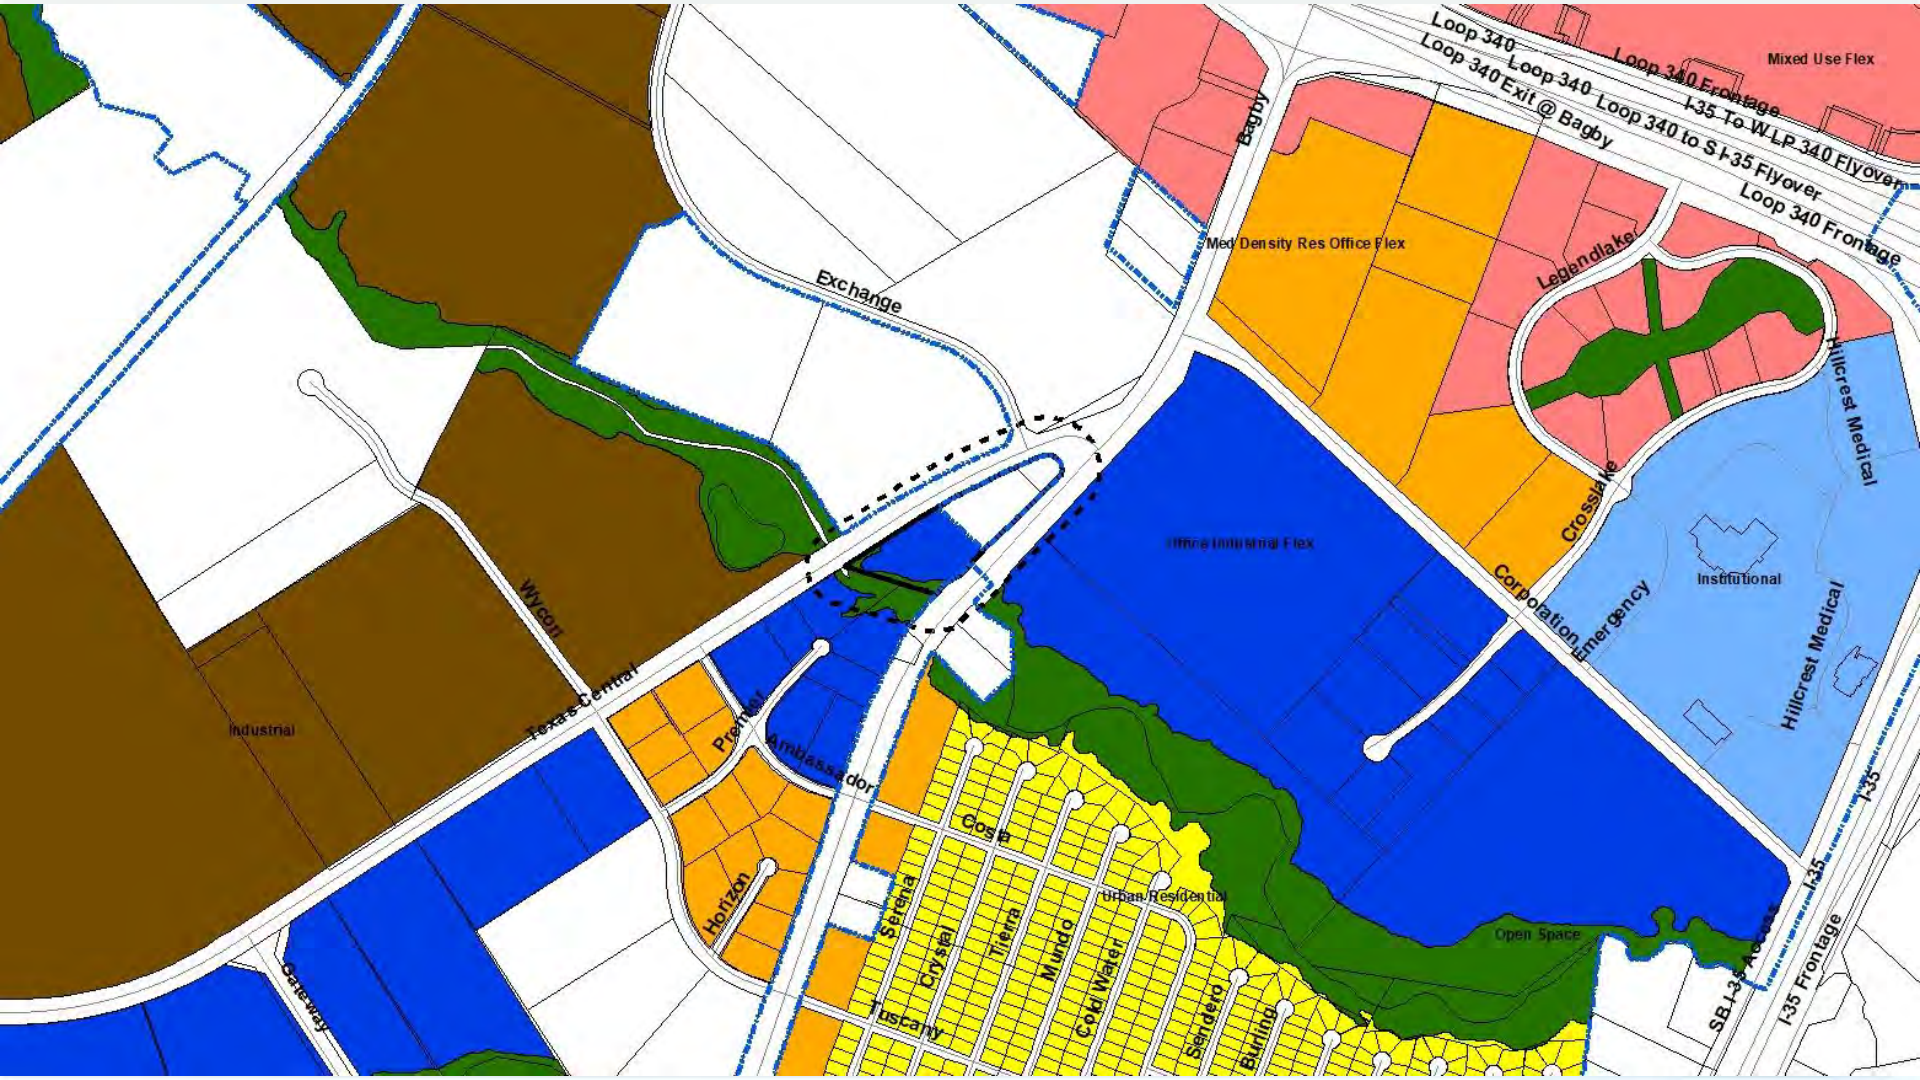 Loop 340
Loop 340 Frontage
Mixed Use Flex
Loop 340 Exit @ Bagby
Loop 340
Loop 340 to S I-35 Flyover
I-35 To W LP 340 Flyover
Bagby
Loop 340 Frontage
Med Density Res Office Flex
Legendlake
Exchange
Hillcrest Medical
Crosslake
Office Industrial Flex
Institutional
Corporation
Emergency
Wycon
Hillcrest Medical
Texas Central
Premier
Industrial
Ambassador
I-35
Costa
I-35
Horizon
Serena
Urban Residential
Crystal
Tierra
Mundo
Cold Water
Open Space
SB I-35 Access
I-35 Frontage
Gateway
Tuscany
Sendero
Burling